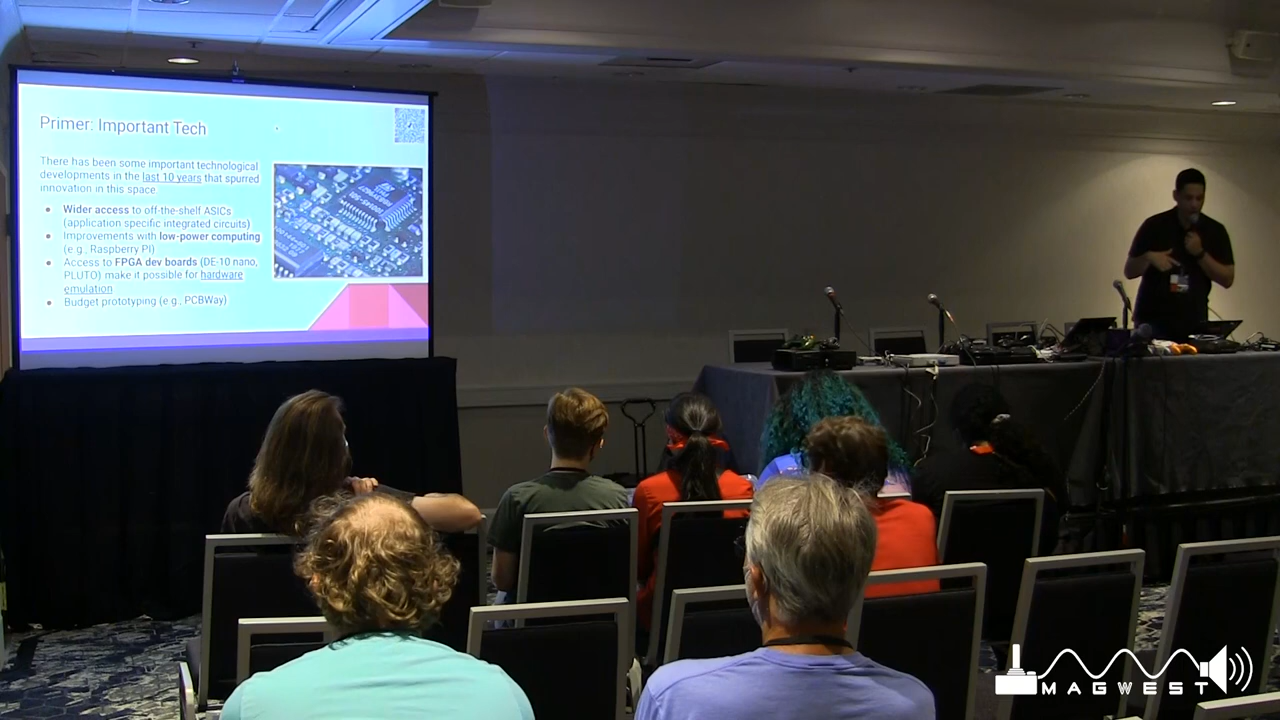 Primer: Important Tech
There has been some important technological
developments in the last 10 years that spurred
innovation in this space
Wider access to off-the-shelf ASICs
(application specific integrated circuits)
Improvements with low-power computing
(e.g., Raspberry PI)
Access to FPGA dev boards (DE-10 nano,
PLUTO) make it possible for hardware
emulation
Budget prototyping (e.g., PCBWay)
MAGWEST